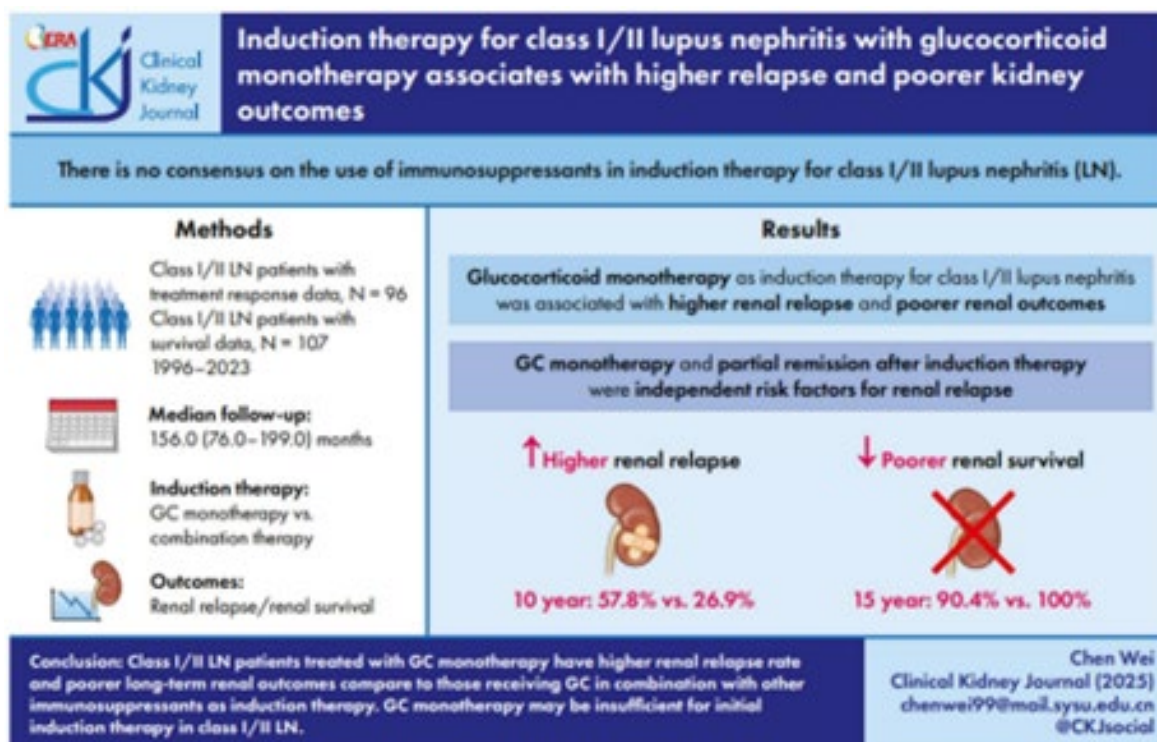 ERA
CKJ
Clinical
Kidney
Journal
Induction therapy for class I/II lupus nephritis with glucocorticoid
monotherapy associates with higher relapse and poorer kidney
outcomes
There is no consensus on the use of immunosuppressants in induction therapy for class I/II lupus nephritis (LN).
Methods
Class I/II LN patients with
treatment response data, N = 96
Class I/II LN patients with
survival data, N = 107
1996–2023
Median follow-up:
156.0 (76.0–199.0) months
Induction therapy:
GC monotherapy vs.
combination therapy
Outcomes:
Renal relapse/renal survival
Results
Glucocorticoid monotherapy as induction therapy for class I/II lupus nephritis
was associated with higher renal relapse and poorer renal outcomes
GC monotherapy and partial remission after induction therapy
were independent risk factors for renal relapse
↑Higher renal relapse
10 year: 57.8% vs. 26.9%
↓ Poorer renal survival
15 year: 90.4% vs. 100%
Conclusion: Class I/II LN patients treated with GC monotherapy have higher renal relapse rate
and poorer long-term renal outcomes compare to those receiving GC in combination with other
immunosuppressants as induction therapy. GC monotherapy may be insufficient for initial
induction therapy in class I/II LN.
Chen Wei
Clinical Kidney Journal (2025)
chenwei99@mail.sysu.edu.cn
@CKJsocial